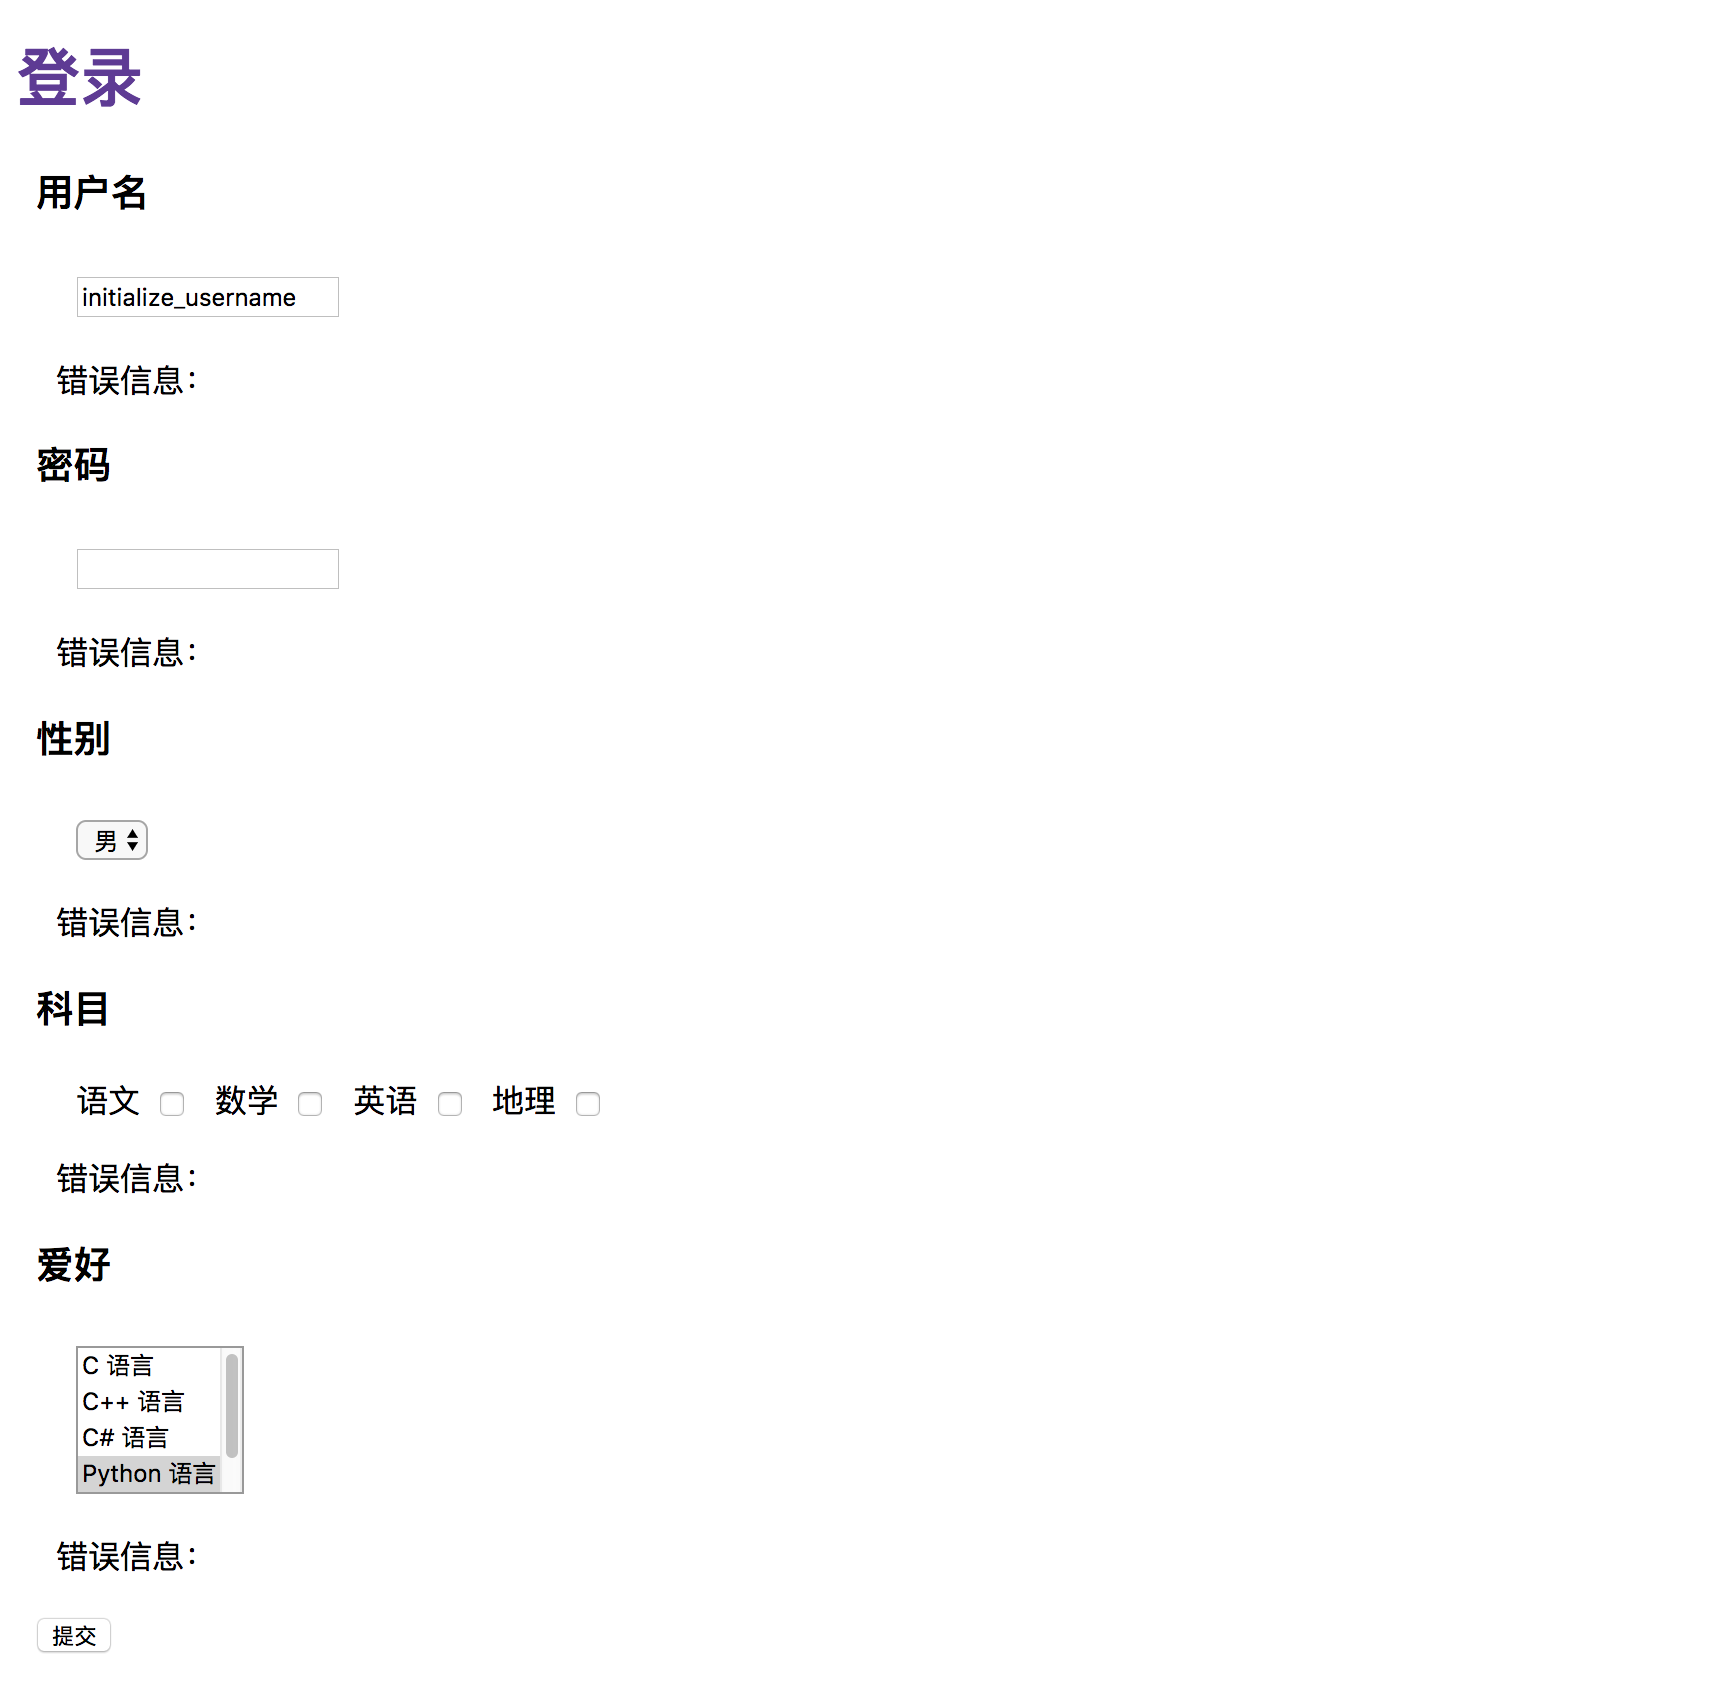 登录
用户名
initialize_username
错误信息：
密码
错误信息：
性别
男
错误信息：
科目
语文 数学 英语 地理
错误信息：
爱好
C 语言
C++ 语言
C# 语言
Python 语言
错误信息：
提交